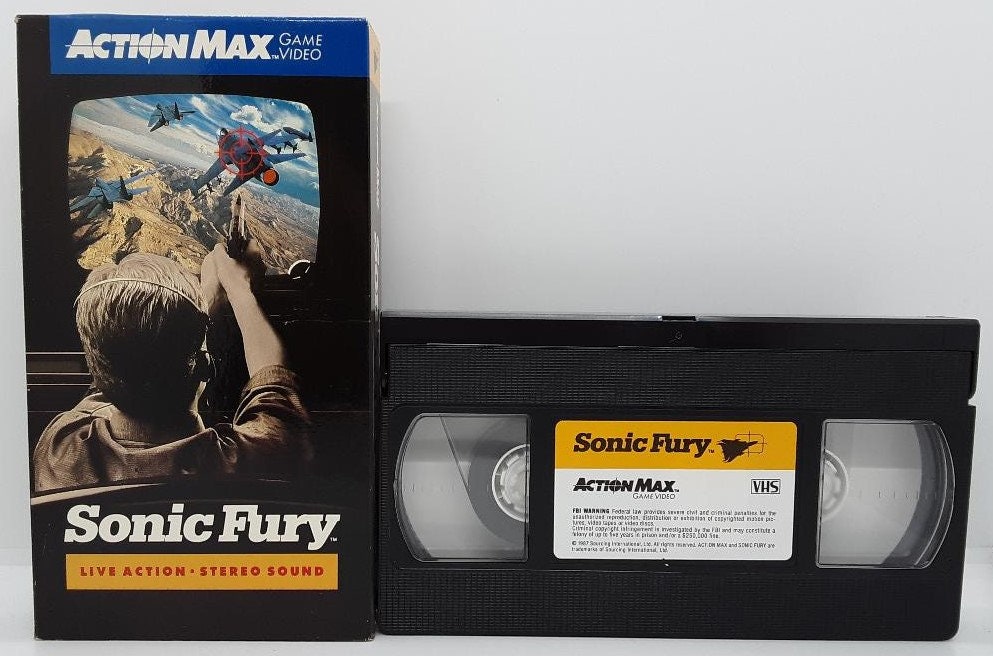 ACTION MAX™ GAME VIDEO
Sonic Fury™
LIVE ACTION · STEREO SOUND
Sonic Fury™
ACTION MAX™
GAME VIDEO
VHS
FBI WARNING Federal law provides severe civil and criminal penalties for the
unauthorized reproduction, distribution or exhibition of copyrighted motion pic-
tures, video tapes or video discs.
Criminal copyright infringement is investigated by the FBI and may constitute a
felony of up to five years in prison and/or a $250,000 fine.
© 1987 Sourcing International, Ltd. All rights reserved. ACTION MAX and SONIC FURY are
trademarks of Sourcing International, Ltd.